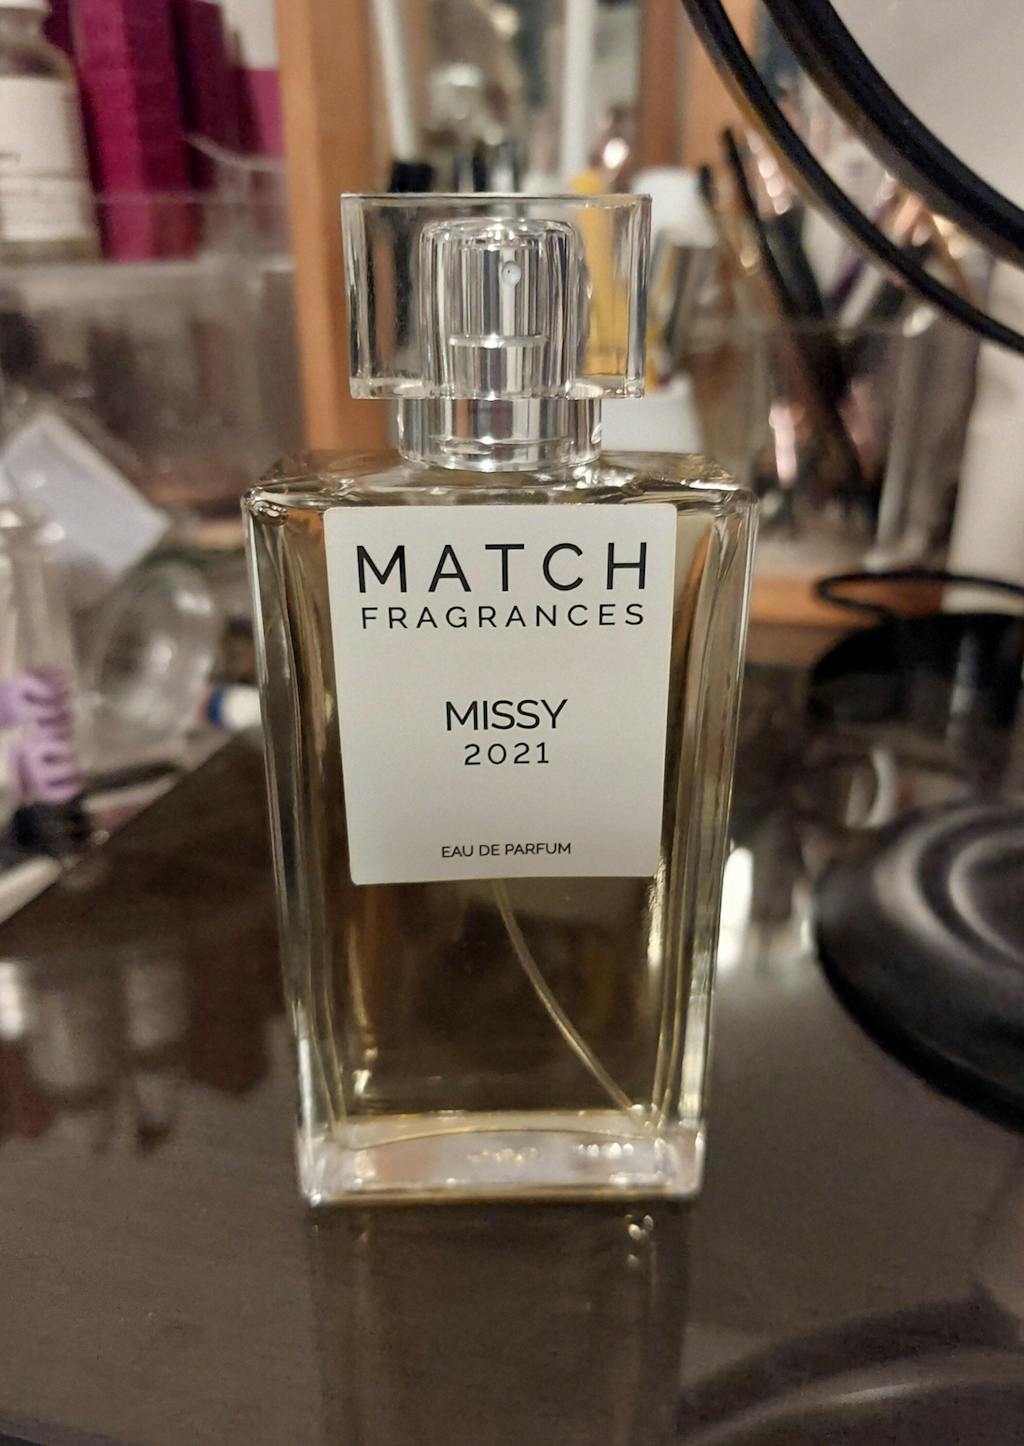 MATCH
FRAGRANCES
MISSY
2021
EAU DE PARFUM